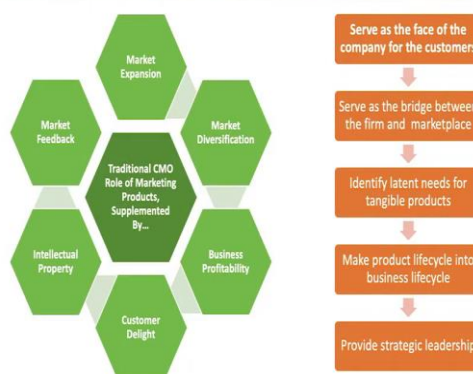 Market
Expansion
Market
Feedback
Market
Diversification
Traditional CMO
Role of Marketing
Products,
Supplemented
By...
Intellectual
Property
Business
Profitability
Customer
Delight
Serve as the face of the
company for the customers
Serve as the bridge between
the firm and marketplace
Identify latent needs for
tangible products
Make product lifecycle into
business lifecycle
Provide strategic leadership